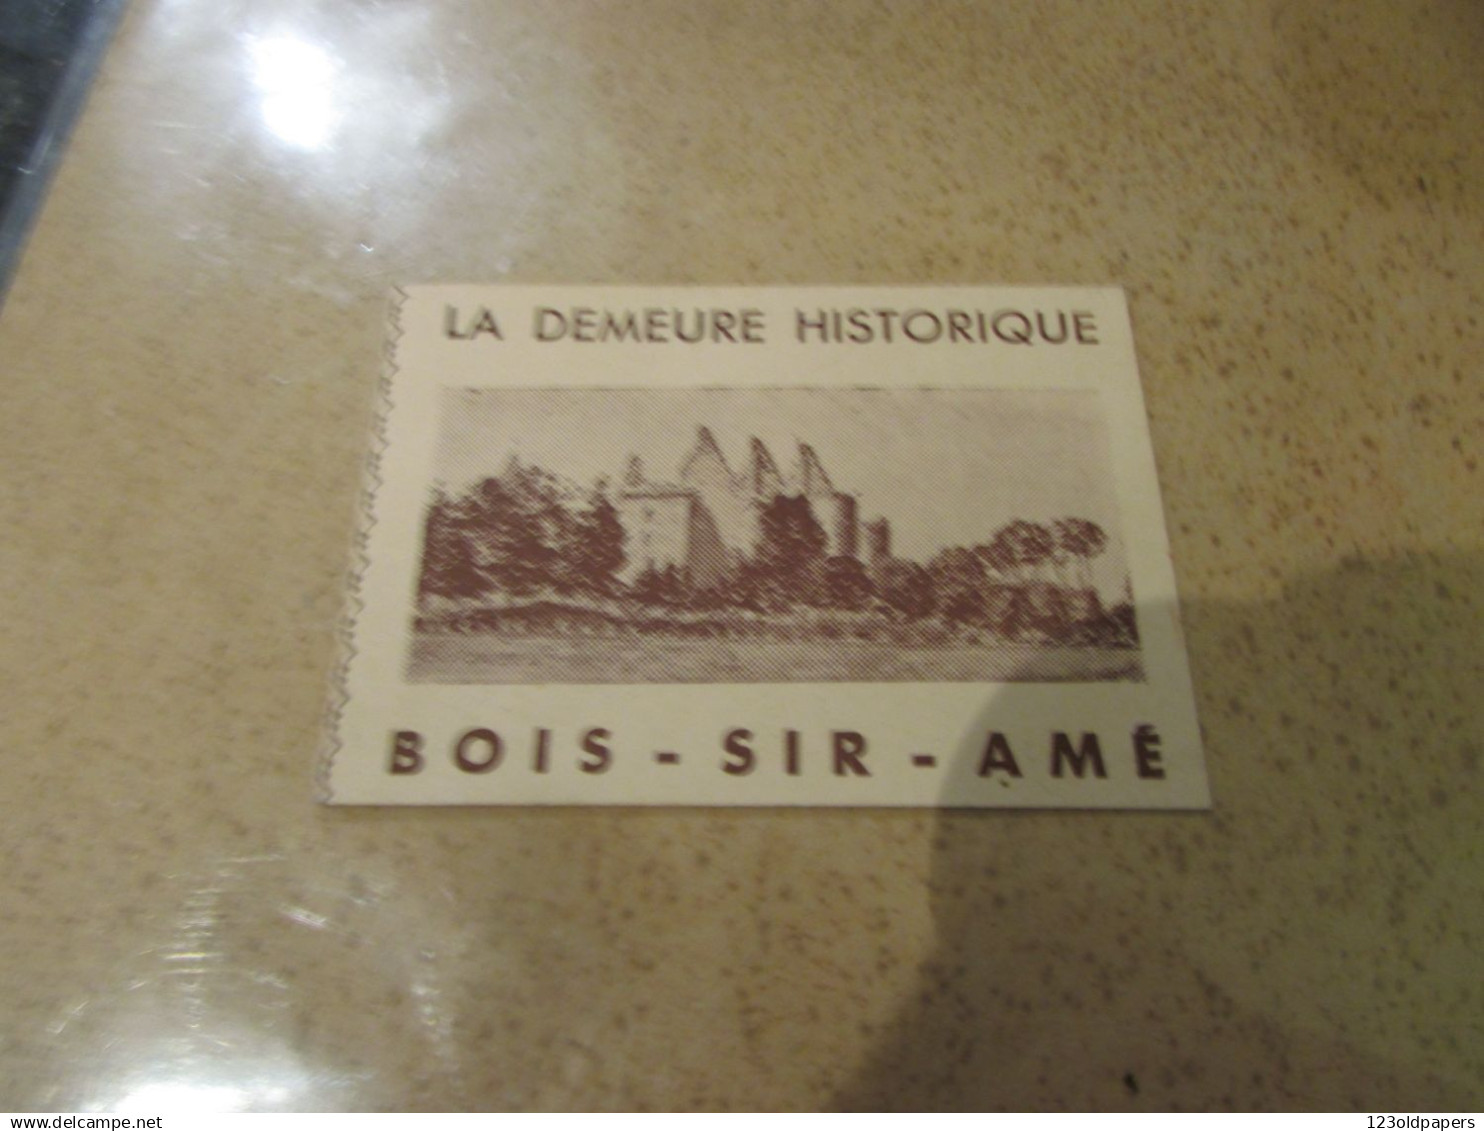 LA DEMEURE HISTORIQUE
BOIS - SIR - AMÉ
www.delcampe.net
123oldpapers